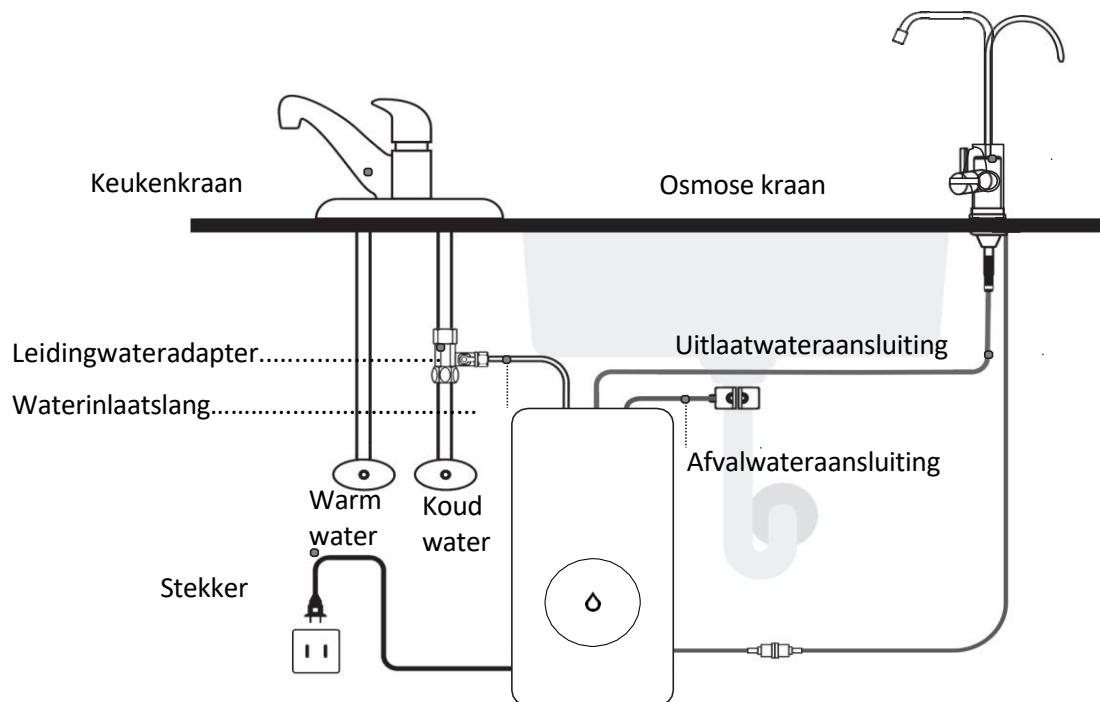 Keukenkraan
Osmose kraan
Leidingwateradapter......................
Uitlaatwateraansluiting
Waterinlaatslang....................................
Afvalwateraansluiting
Warm
water
Koud
water
Stekker